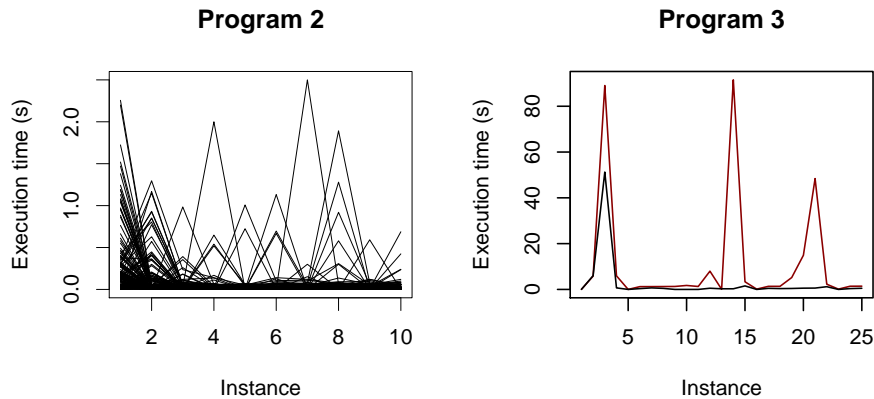 Program 2
Execution time (s)
2.0
1.0
0.0
2 4 6 8 10
Instance
Program 3
Execution time (s)
80
60
40
20
0
5 10 15 20 25
Instance